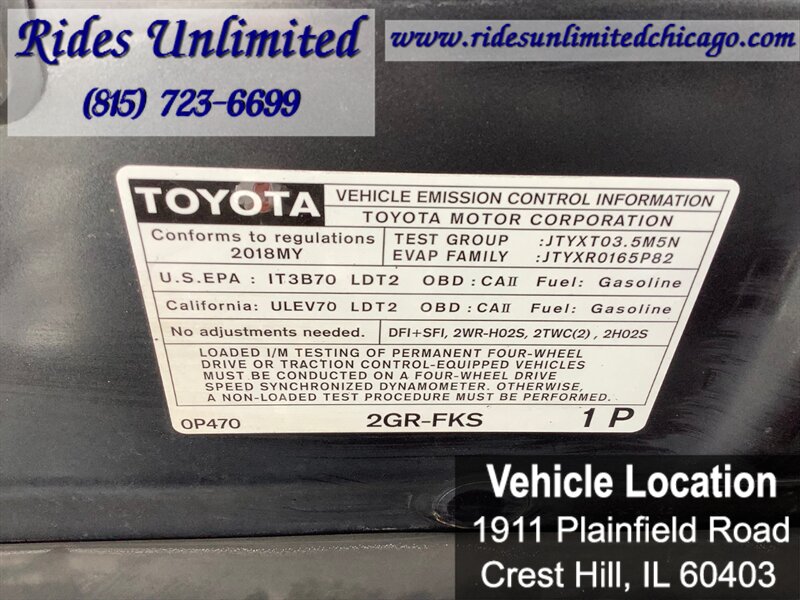 Rides Unlimited
(815) 723-6699
www.ridesunlimitedchicago.com
TOYOTA
VEHICLE EMISSION CONTROL INFORMATION
TOYOTA MOTOR CORPORATION
Conforms to regulations
2018MY
TEST GROUP :JTYXT03.5M5N
EVAP FAMILY :JTYXR0165P82
U.S.EPA : IT3B70 LDT2 OBD : CAII Fuel: Gasoline
California: ULEV70 LDT2 OBD : CAII Fuel: Gasoline
No adjustments needed.
DFI+SFI, 2WR-HO2S, 2TWC(2) , 2HO2S
LOADED I/M TESTING OF PERMANENT FOUR-WHEEL
DRIVE OR TRACTION CONTROL-EQUIPPED VEHICLES
MUST BE CONDUCTED ON A FOUR-WHEEL DRIVE
SPEED SYNCHRONIZED DYNAMOMETER. OTHERWISE,
A NON-LOADED TEST PROCEDURE MUST BE PERFORMED.
0P470 2GR-FKS 1 P
Vehicle Location
1911 Plainfield Road
Crest Hill, IL 60403